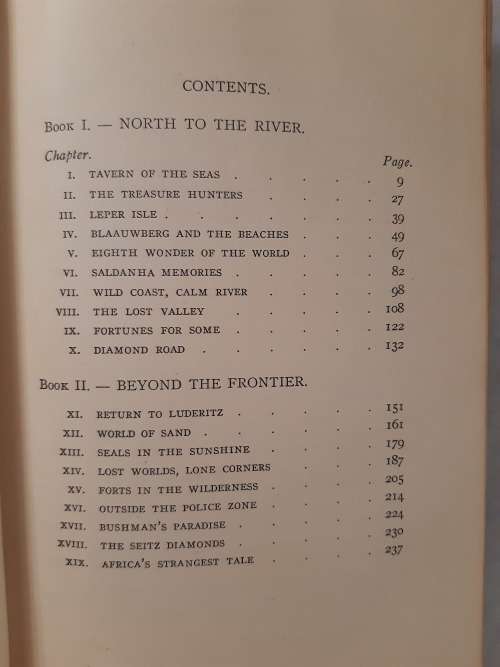 CONTENTS.
BOOK I. — NORTH TO THE RIVER.
Chapter. Page.
I. TAVERN OF THE SEAS . . . . 9
II. THE TREASURE HUNTERS . . . . 27
III. LEPER ISLE . . . . . . 39
IV. BLAAUWBERG AND THE BEACHES . . . 49
V. EIGHTH WONDER OF THE WORLD . . . 67
VI. SALDANHA MEMORIES . . . . 82
VII. WILD COAST, CALM RIVER . . . . 98
VIII. THE LOST VALLEY . . . . 108
IX. FORTUNES FOR SOME . . . . 122
X. DIAMOND ROAD . . . . . 132
BOOK II. — BEYOND THE FRONTIER.
XI. RETURN TO LUDERITZ . . . . 151
XII. WORLD OF SAND . . . . . 161
XIII. SEALS IN THE SUNSHINE . . . . 179
XIV. LOST WORLDS, LONE CORNERS . . . 187
XV. FORTS IN THE WILDERNESS . . . . 205
XVI. OUTSIDE THE POLICE ZONE . . . . 214
XVII. BUSHMAN'S PARADISE . . . . 224
XVIII. THE SEITZ DIAMONDS . . . . 230
XIX. AFRICA'S STRANGEST TALE . . . . 237